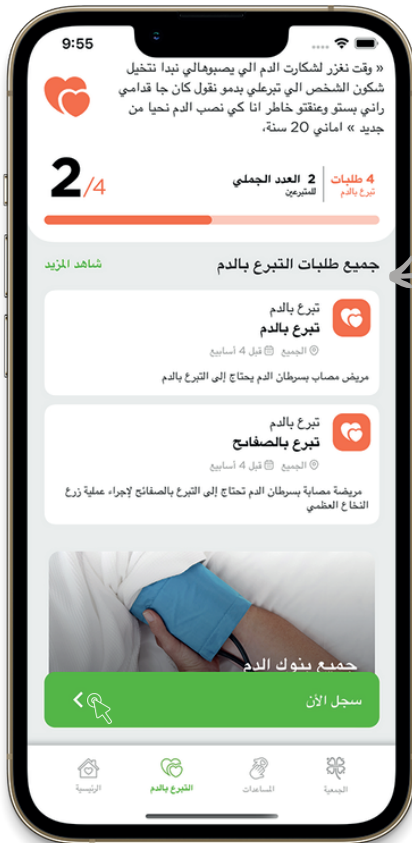 9:55
« وقت نغزر لشكارت الدم الي يصبوهالي نبدا نتخيل
شكون الشخص الي تبرعلي بدمو نقول كان جا قدامي
راني بستو وعنقتو خاطر انا كي نصب الدم نحيا من
جديد » اماني 20 سنة،
4 طلبات
تبرع بالدم
2 العدد الجملي
للمتبرعين
2/4
جميع طلبات التبرع بالدم
شاهد المزيد
تبرع بالدم
تبرع بالدم
الجميع قبل 4 أسابيع
مريض مصاب بسرطان الدم يحتاج إلى التبرع بالدم
تبرع بالدم
تبرع بالصفائح
الجميع قبل 4 أسابيع
مريضة مصابة بسرطان الدم تحتاج إلى التبرع بالصفائح لإجراء عملية زرع
النخاع العظمي
جميع بنوك الدم
سجل الأن
الجمعية
المساعدات
التبرع بالدم
الرئيسية